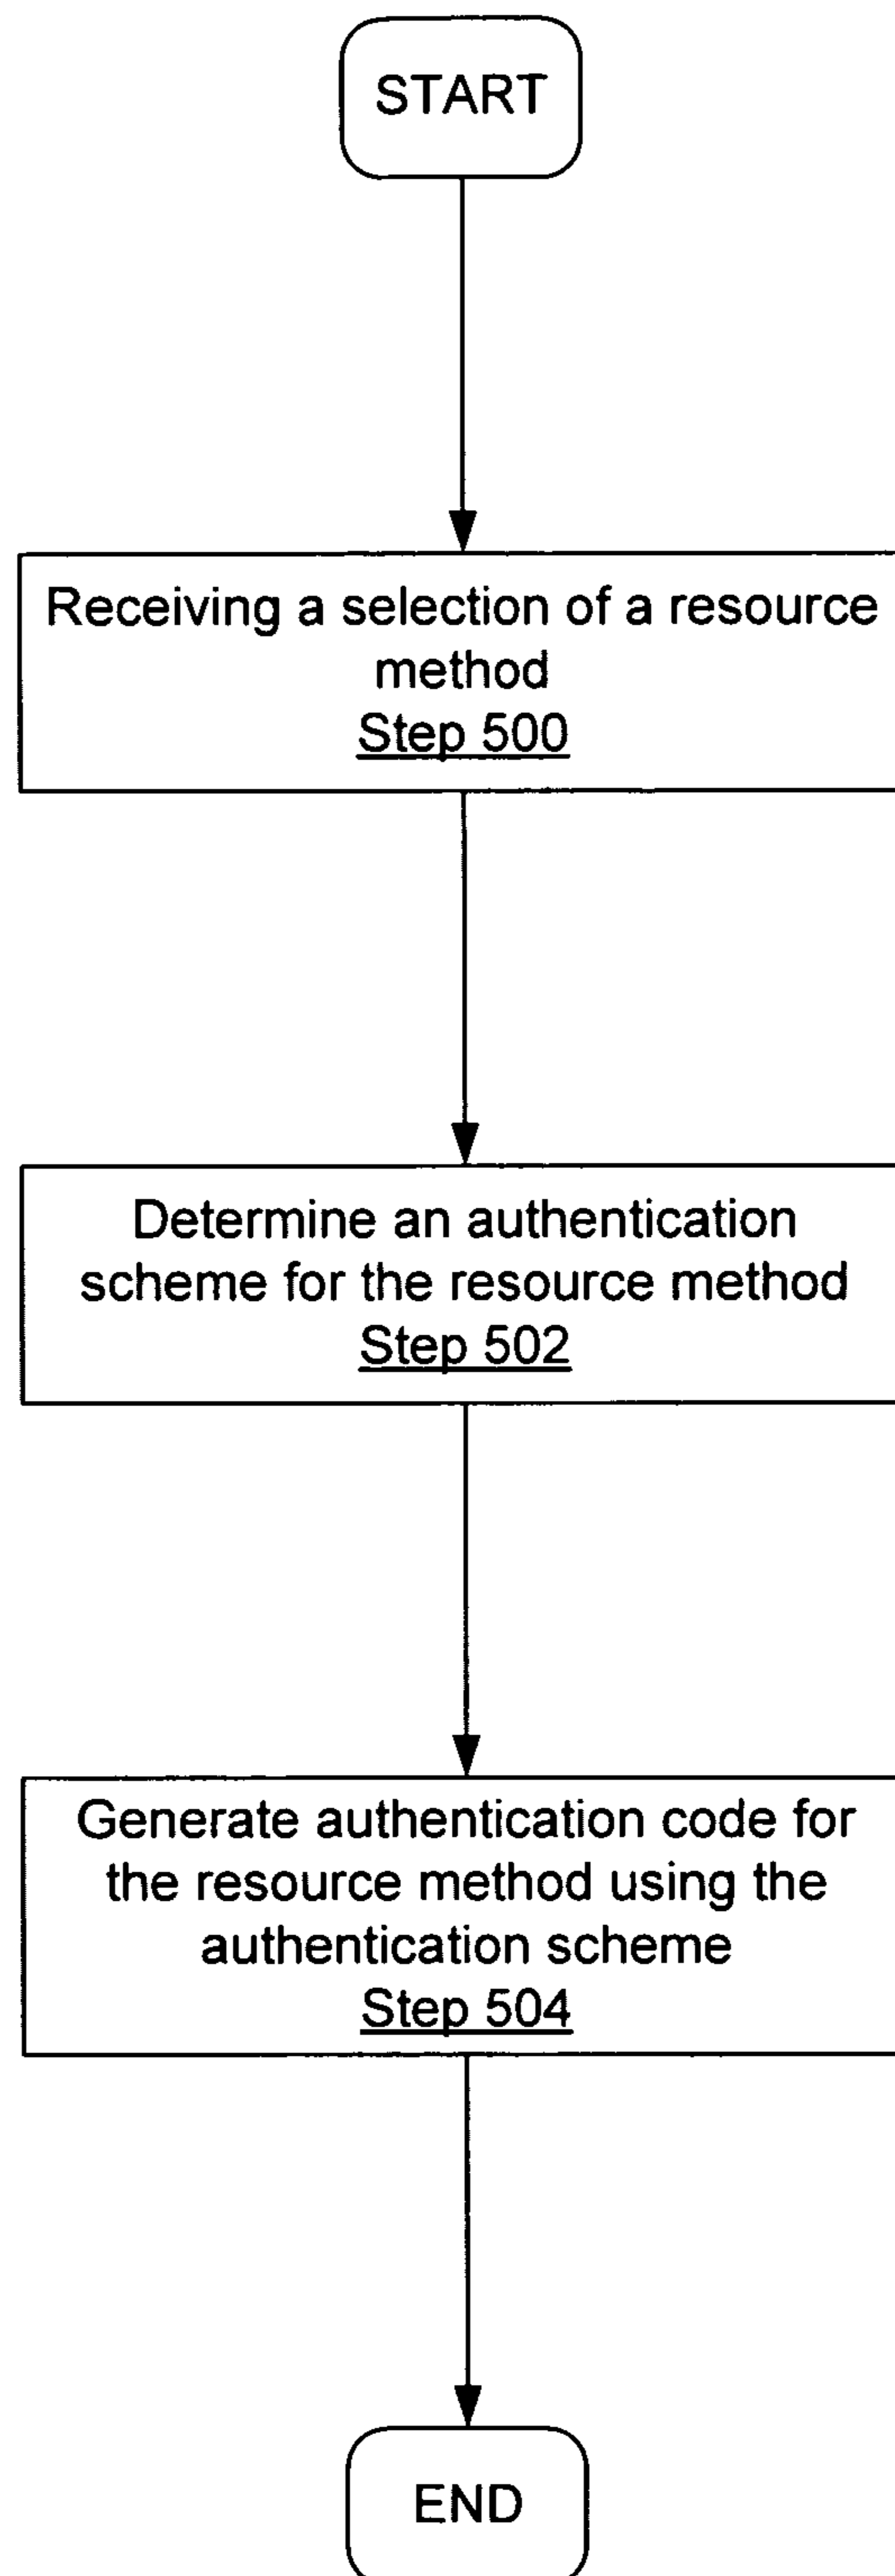 START
Receiving a selection of a resource
method
Step 500
Determine an authentication
scheme for the resource method
Step 502
Generate authentication code for
the resource method using the
authentication scheme
Step 504
END